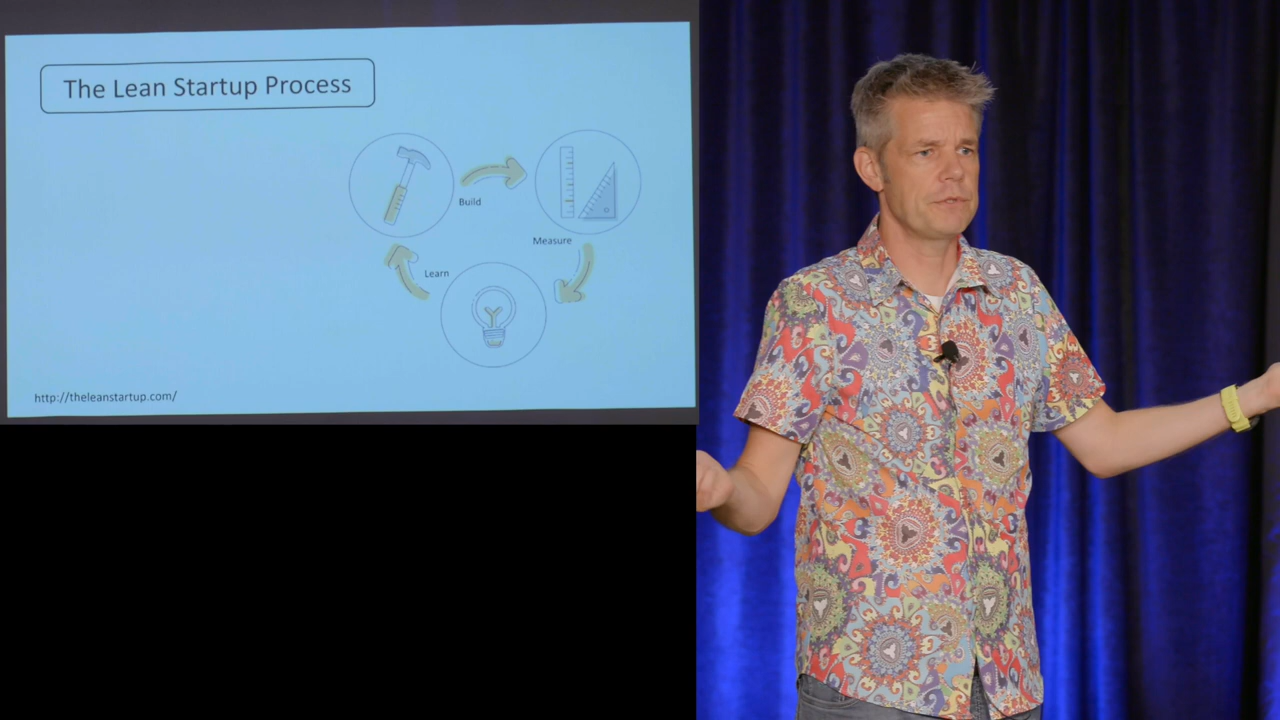 The Lean Startup Process
Build
Measure
Learn
http://theleanstartup.com/